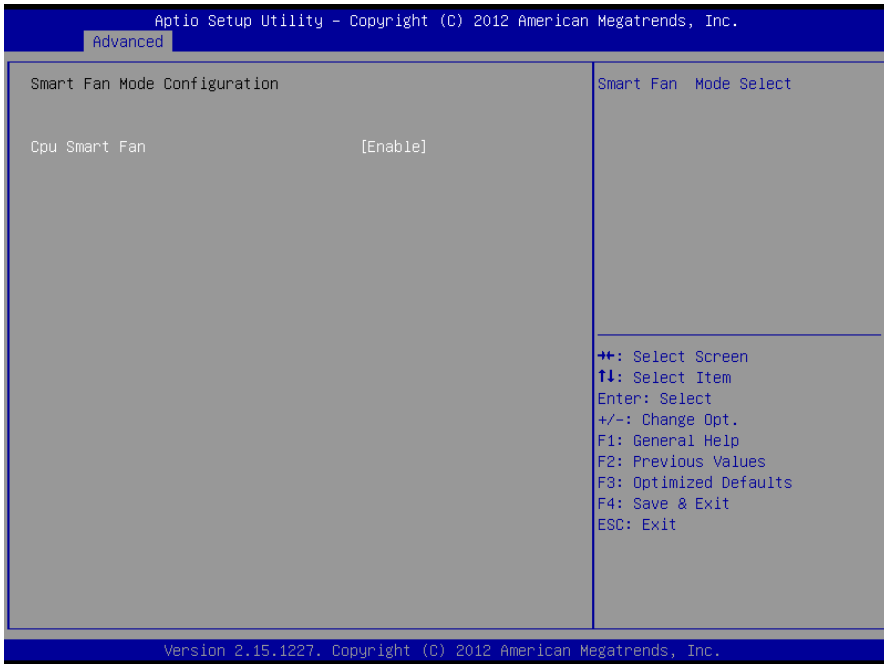 Aptio Setup Utility – Copyright (C) 2012 American Megatrends, Inc.
Advanced
Smart Fan Mode Configuration
Cpu Smart Fan [Enable]
Smart Fan  Mode Select
→←: Select Screen
↑↓: Select Item
Enter: Select
+/-: Change Opt.
F1: General Help
F2: Previous Values
F3: Optimized Defaults
F4: Save & Exit
ESC: Exit
Version 2.15.1227. Copyright (C) 2012 American Megatrends, Inc.